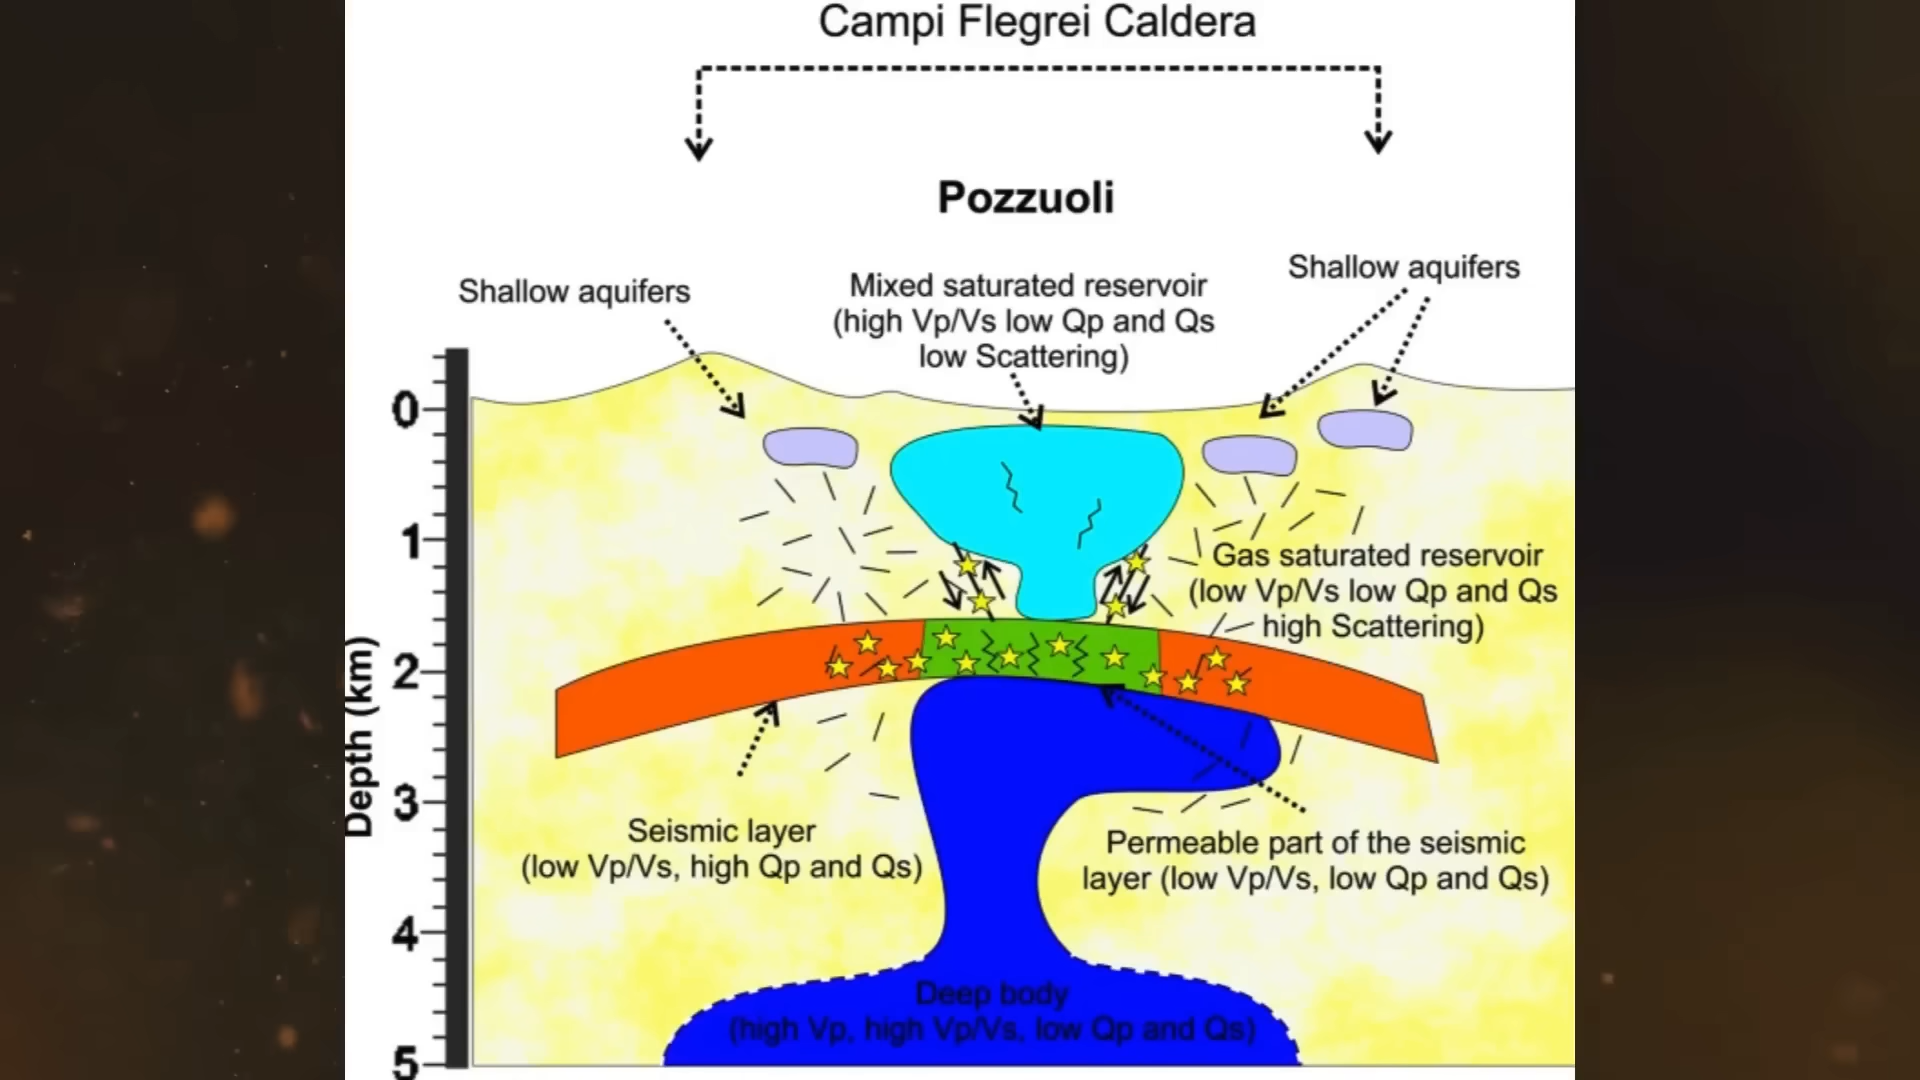 Campi Flegrei Caldera
Pozzuoli
Shallow aquifers
Mixed saturated reservoir
(high Vp/Vs low Qp and Qs
low Scattering)
Shallow aquifers
0
1
2
3
4
5
Depth (km)
Gas saturated reservoir
(low Vp/Vs low Qp and Qs
high Scattering)
Seismic layer
(low Vp/Vs, high Qp and Qs)
Permeable part of the seismic
layer (low Vp/Vs, low Qp and Qs)
Deep body
(high Vp, high Vp/Vs, low Qp and Qs)